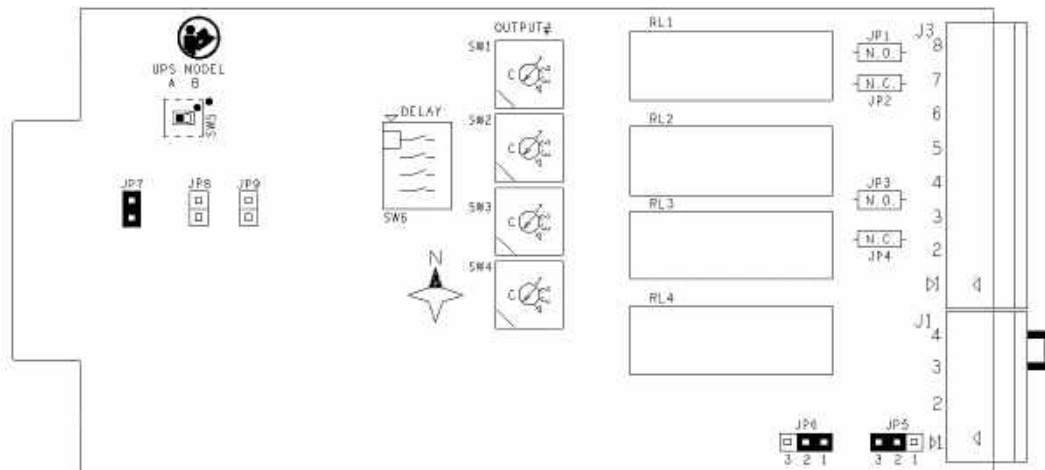 UPS MODEL
A B
SW5
JP7
JP8
JP9
DELAY
SW6
N
OUTPUT#
SW1
C
SW2
C
SW3
C
SW4
C
RL1
RL2
RL3
RL4
JP1
N.O.
N.C.
JP2
JP3
N.O.
N.C.
JP4
J3
8
7
6
5
4
3
2
1
J1
4
3
2
1
JP6
3 2 1
JP5
3 2 1